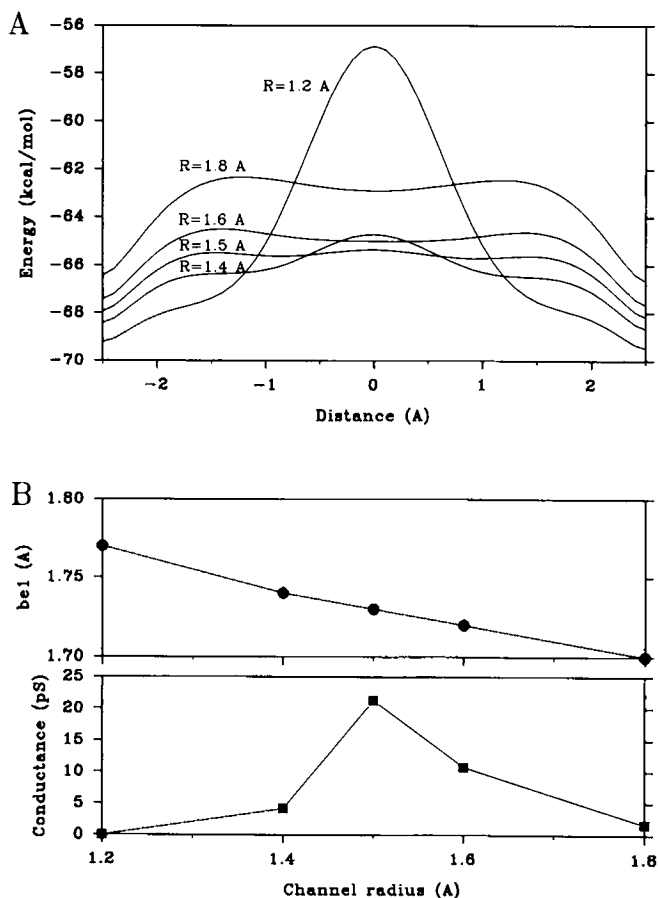 A
Energy (kcal/mol)
-56
-58
-60
-62
-64
-66
-68
-70
R=1.2 A
R=1.8 A
R=1.6 A
R=1.5 A
R=1.4 A
-2 -1 0 1 2
Distance (A)
B
bel (A)
1.80
1.75
1.70
Conductance (pS)
25
20
15
10
5
0
1.2 1.4 1.6 1.8
Channel radius (A)